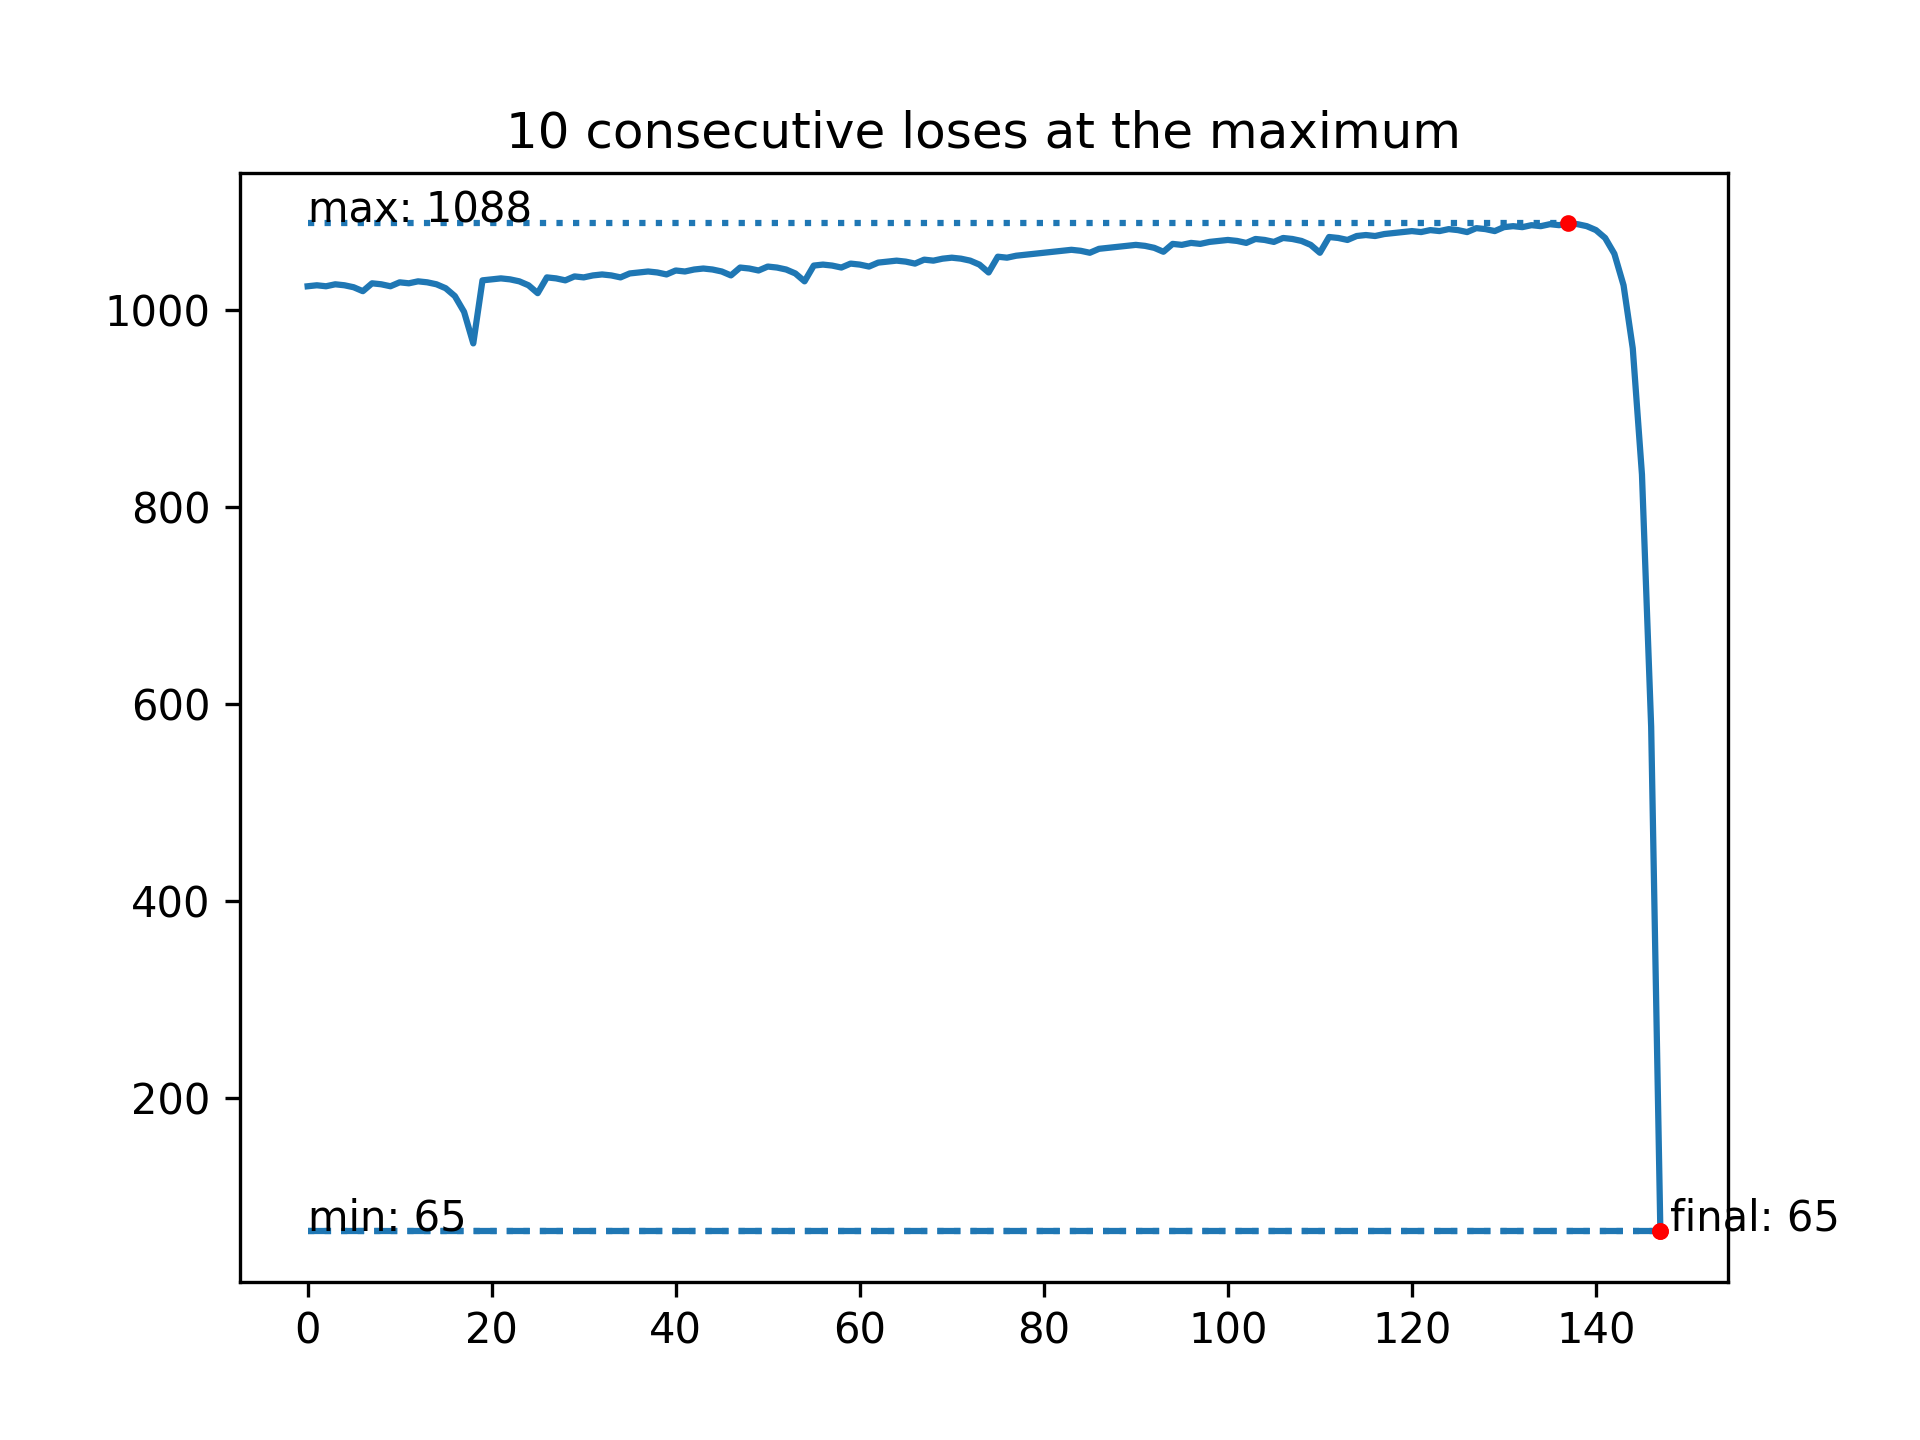 10 consecutive loses at the maximum
max: 1088
1000
800
600
400
200
min: 65
final: 65
0 20 40 60 80 100 120 140